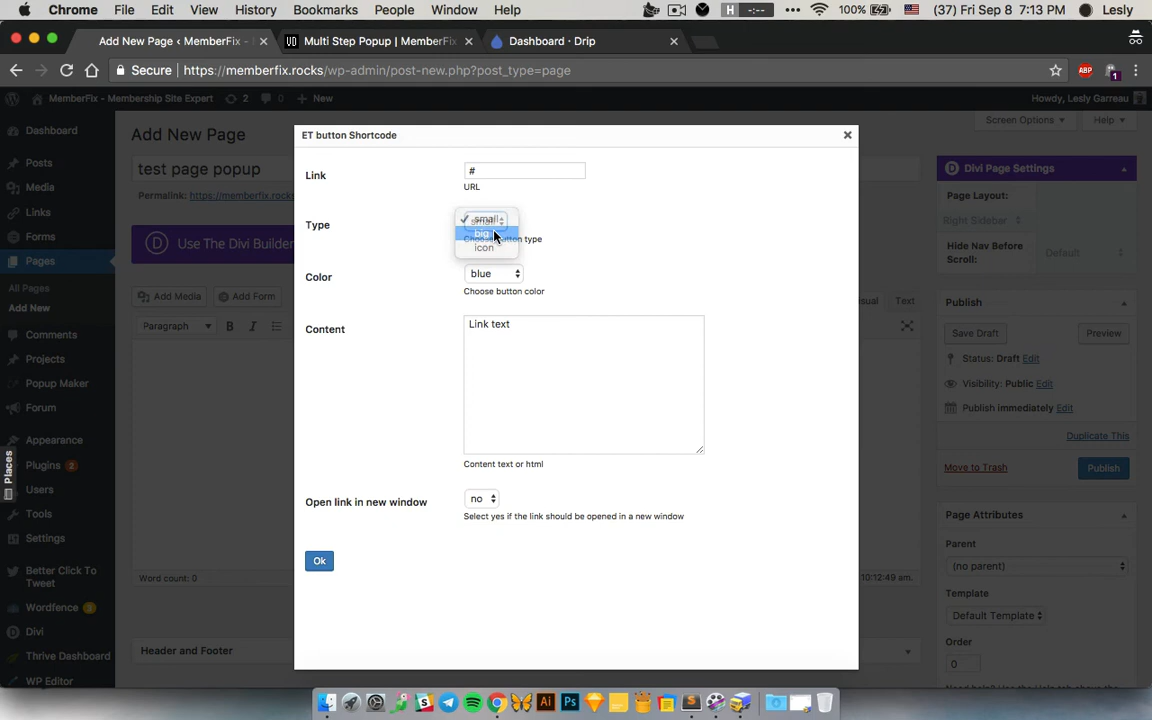 Chrome File Edit View History Bookmarks People Window Help H -:-- ••• 100% (37) Fri Sep 8 7:13 PM Lesly
Add New Page ‹ MemberFix - Multi Step Popup | MemberFix Dashboard · Drip
Secure https://memberfix.rocks/wp-admin/post-new.php?post_type=page ABP 1
MemberFix - Membership Site Expert 2 0 New Howdy, Lesly Garreau
Dashboard
Posts
Media
Links
Forms
Pages
All Pages
Add New
Comments
Projects
Popup Maker
Forum
Appearance
Plugins 2
Users
Tools
Settings
Better Click To
Tweet
Wordfence 3
Divi
Thrive Dashboard
WP Editor
Places
Add New Page
test page popup
Permalink: https://memberfix.
D Use The Divi Builder
Add Media Add Form
Paragraph B I
Word count: 0
Header and Footer
ET button Shortcode
Link #
URL
Type small
big
icon
Color blue
Choose button color
Content Link text
Content text or html
Open link in new window no
Select yes if the link should be opened in a new window
Ok
Text
10:12:49 am.
Screen Options Help
D Divi Page Settings
Page Layout:
Right Sidebar
Hide Nav Before
Scroll: Default
Publish
Save Draft Preview
Status: Draft Edit
Visibility: Public Edit
Publish immediately Edit
Duplicate This
Move to Trash Publish
Page Attributes
Parent
(no parent)
Template
Default Template
Order
0
Ai Ps S